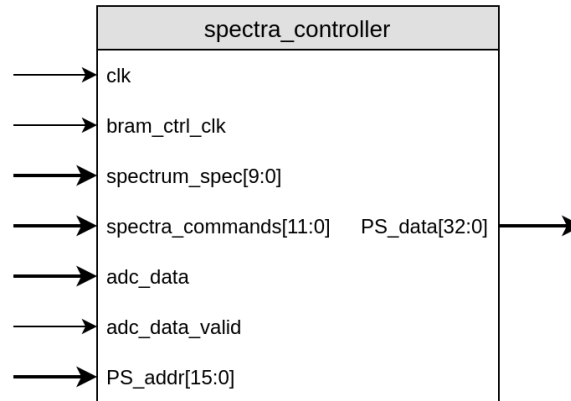 spectra_controller
clk
bram_ctrl_clk
spectrum_spec[9:0]
spectra_commands[11:0] PS_data[32:0]
adc_data
adc_data_valid
PS_addr[15:0]